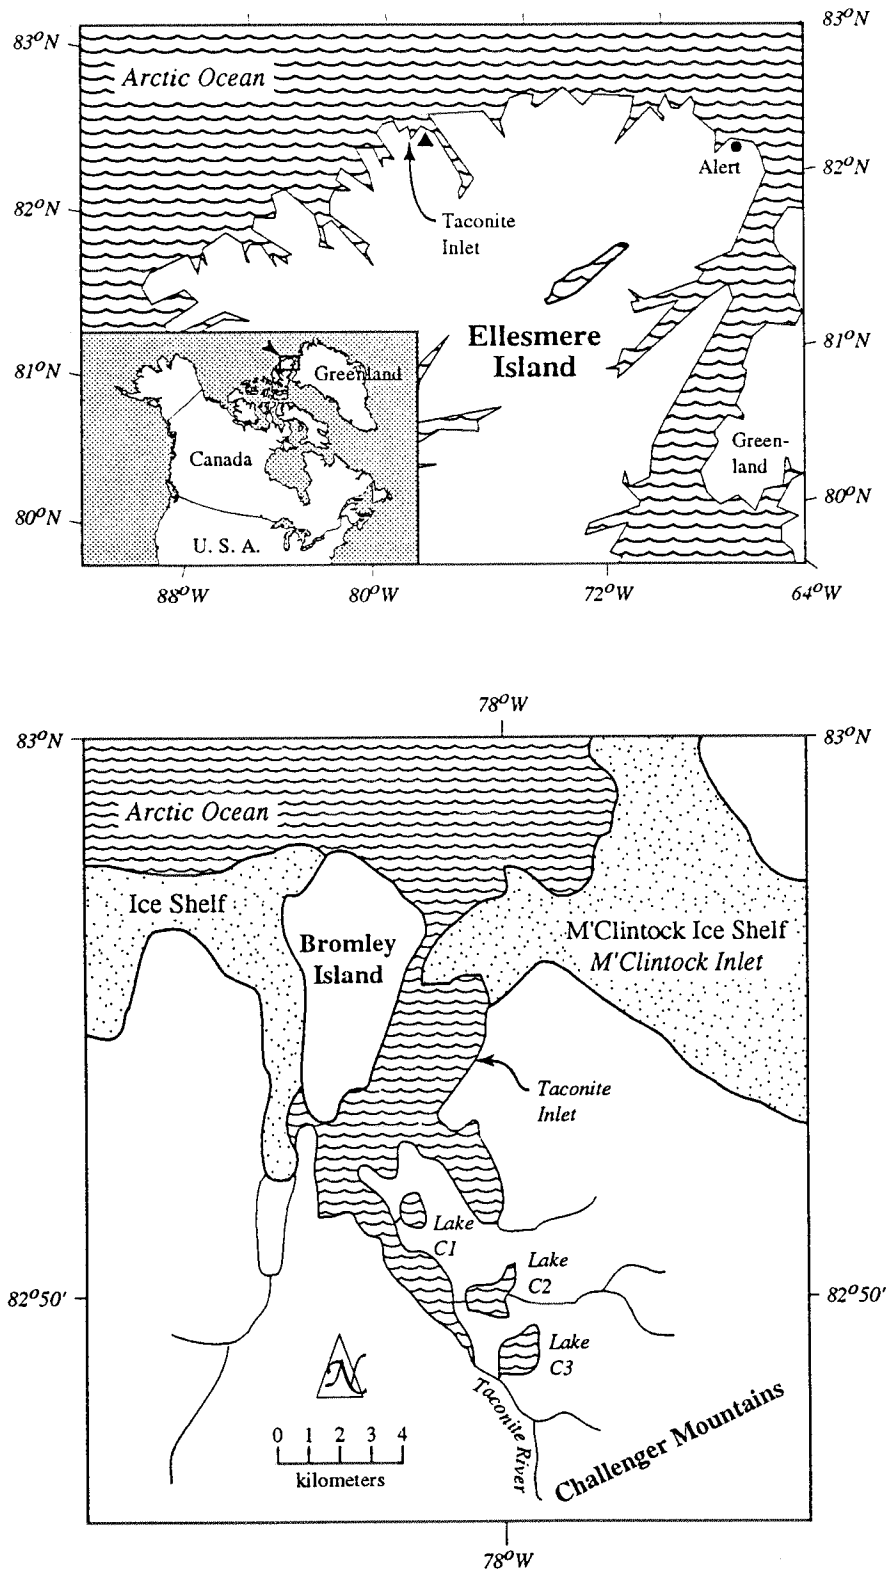 83°N
83°N
Arctic Ocean
Alert
82°N
82°N
Taconite
Inlet
Ellesmere
Island
81°N
81°N
Greenland
Canada
U. S. A.
Green-
land
80°N
80°N
88°W
80°W
72°W
64°W
78°W
83°N
83°N
Arctic Ocean
Ice Shelf
Bromley
Island
M'Clintock Ice Shelf
M'Clintock Inlet
Taconite
Inlet
Lake
C1
Lake
C2
82°50'
82°50'
Lake
C3
N
Taconite River
Challenger Mountains
0 1 2 3 4
kilometers
78°W